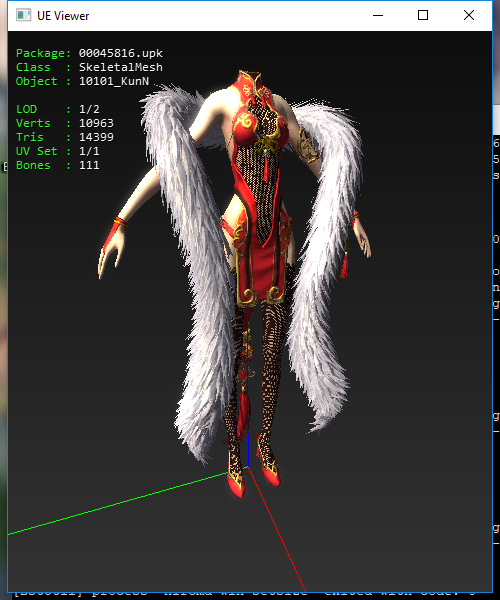 UE Viewer
Package: 00045816.upk
Class : SkeletalMesh
Object : 10101_KunN
LOD : 1/2
Verts : 10963
Tris : 14399
UV Set : 1/1
Bones : 111